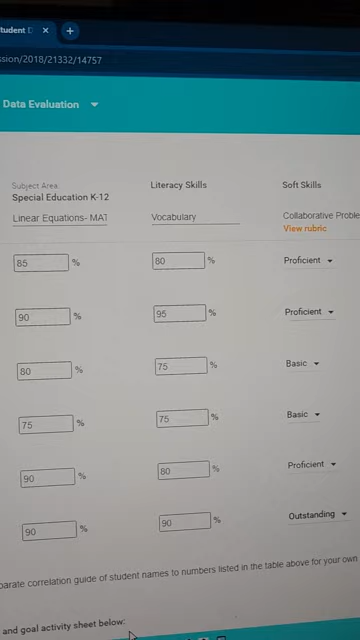 tudent D
ssion/2018/21332/14757
Data Evaluation
Subject Area: Literacy Skills Soft Skills
Special Education K-12
Linear Equations- MAT Vocabulary Collaborative Proble
View rubric
85 % 80 % Proficient
90 % 95 % Proficient
80 % 75 % Basic
75 % 75 % Basic
90 % 80 % Proficient
90 % 90 % Outstanding
parate correlation guide of student names to numbers listed in the table above for your own
and goal activity sheet below: